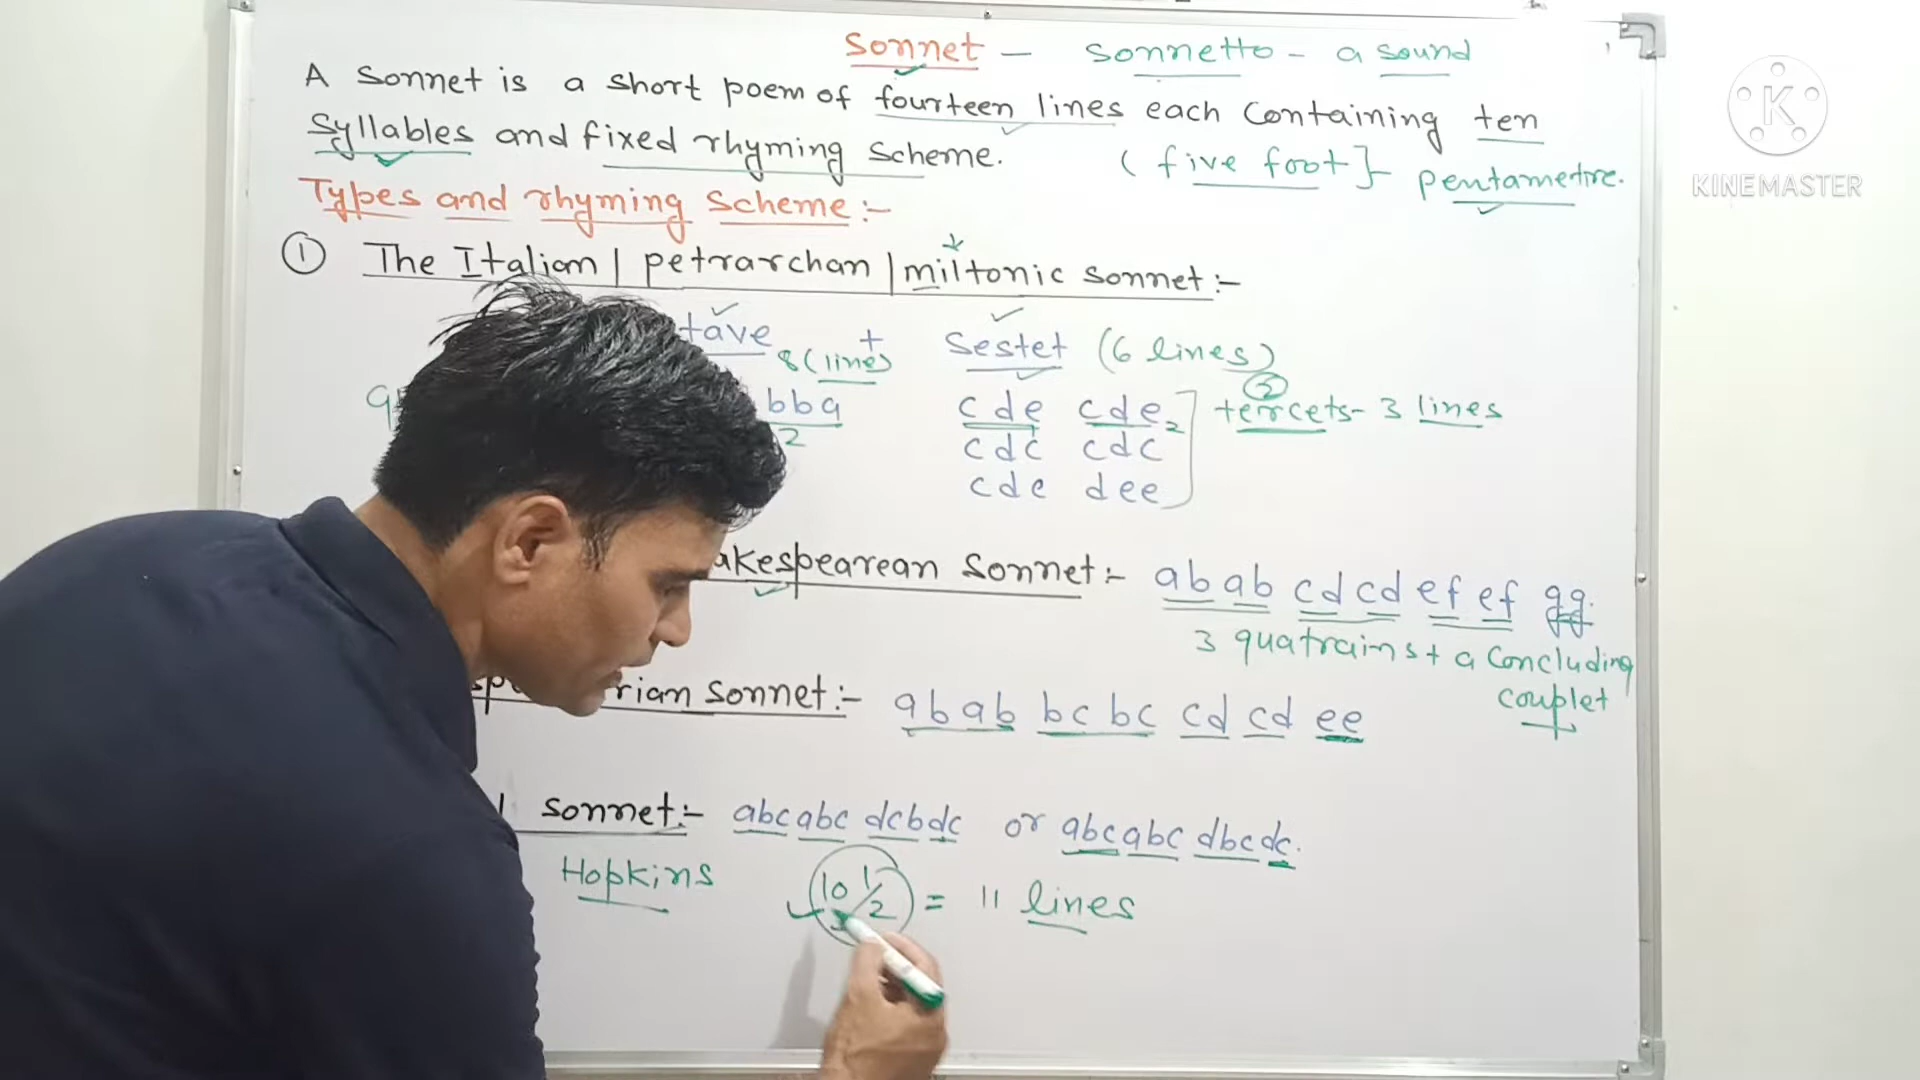 Sonnet - sonnetto - a sound
A Sonnet is a short poem of fourteen lines each containing ten
Syllables and fixed rhyming scheme. (five foot] pentametre.
Types and rhyming scheme:-
① The Italian | petrarchan | miltonic sonnet:-
tave 8(lines) + Sestet (6 lines)
bba cde cde 2 tercets - 3 lines
2 cdc cdc
cde dee
akespearean Sonnet:- abab cdcd efef gg.
3 quatrains + a concluding
couplet
rian sonnet:- abab bcbc cdcd ee
sonnet:- abcabc dcbdc or abcabc dbcdc.
Hopkins 10 1/2 = 11 lines
K
KINEMASTER